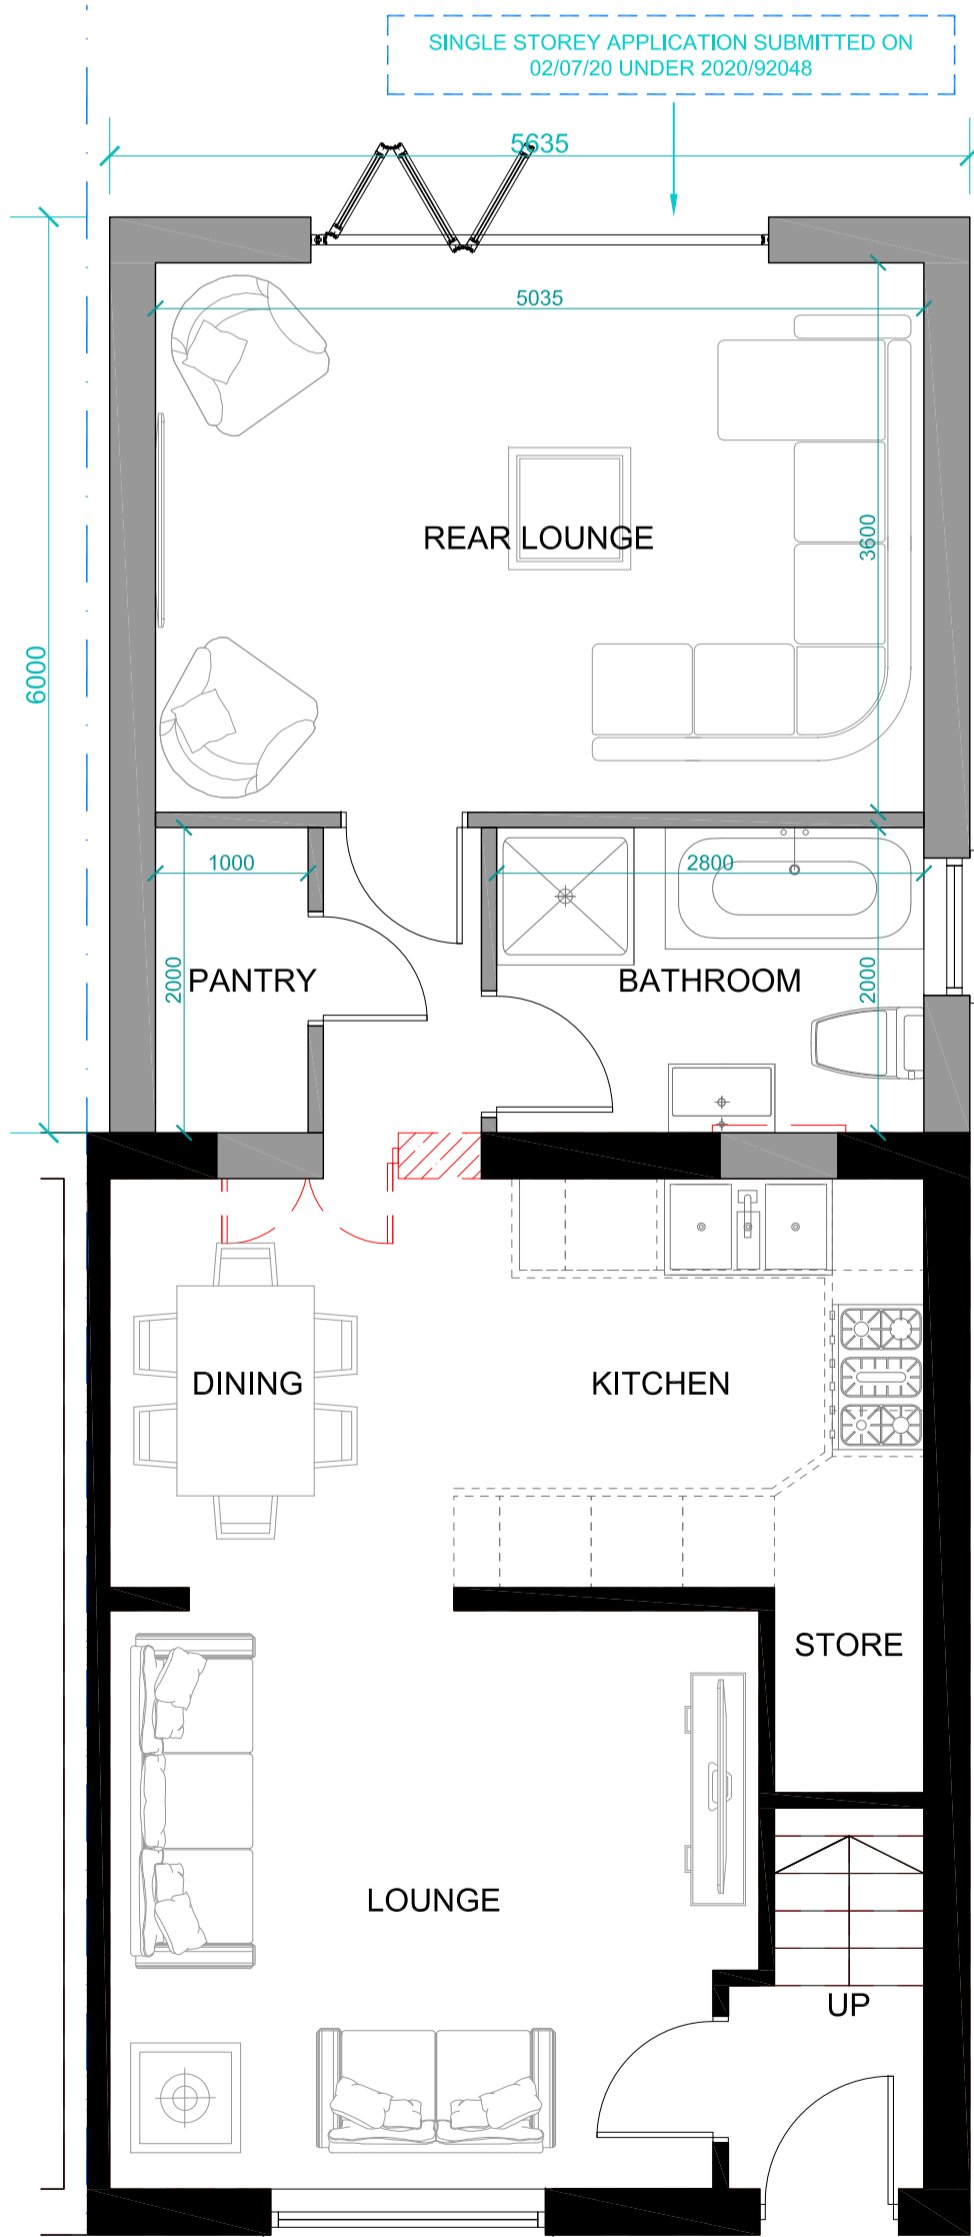 SINGLE STOREY APPLICATION SUBMITTED ON
02/07/20 UNDER 2020/92048
5635
5035
REAR LOUNGE
3600
6000
1000
2800
PANTRY
2000
BATHROOM
2000
DINING
KITCHEN
STORE
LOUNGE
UP